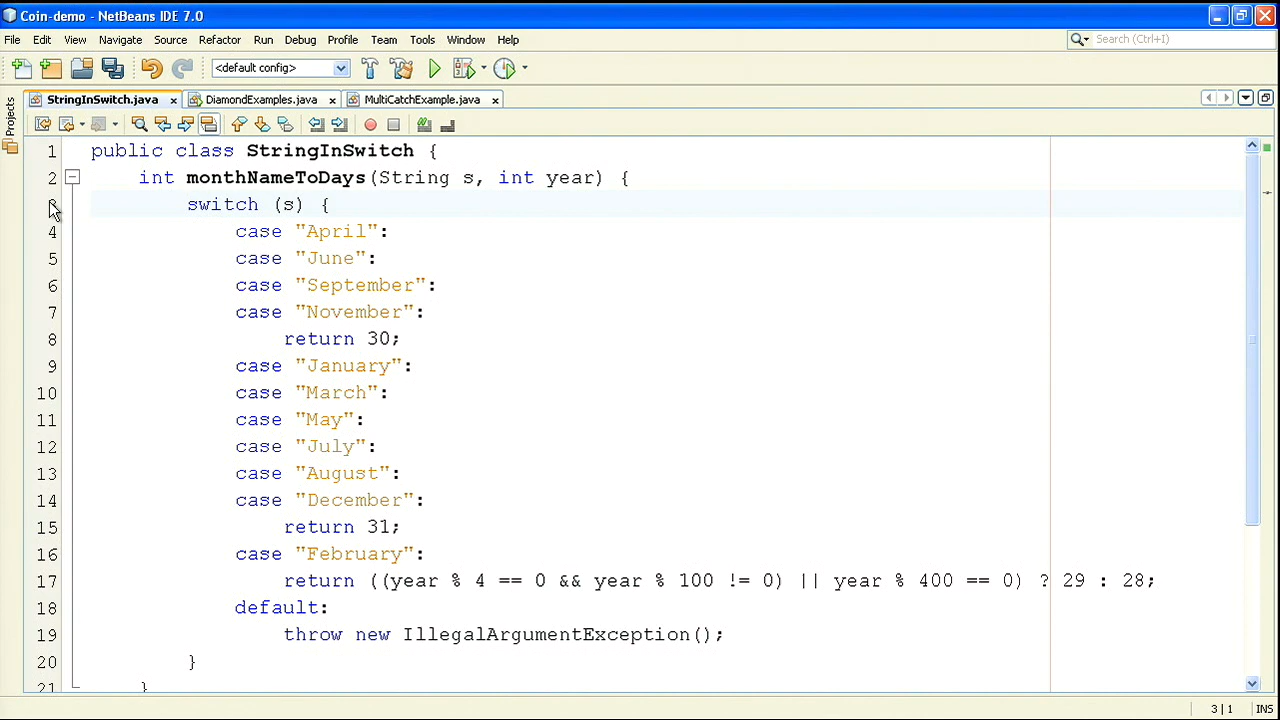 Coin-demo - NetBeans IDE 7.0
File Edit View Navigate Source Refactor Run Debug Profile Team Tools Window Help
Search (Ctrl+I)
<default config>
Projects
StringInSwitch.java x DiamondExamples.java x MultiCatchExample.java x
1 public class StringInSwitch {
2 int monthNameToDays(String s, int year) {
switch (s) {
4 case "April":
5 case "June":
6 case "September":
7 case "November":
8 return 30;
9 case "January":
10 case "March":
11 case "May":
12 case "July":
13 case "August":
14 case "December":
15 return 31;
16 case "February":
17 return ((year % 4 == 0 && year % 100 != 0) || year % 400 == 0) ? 29 : 28;
18 default:
19 throw new IllegalArgumentException();
20 }
21 }
3|1 INS